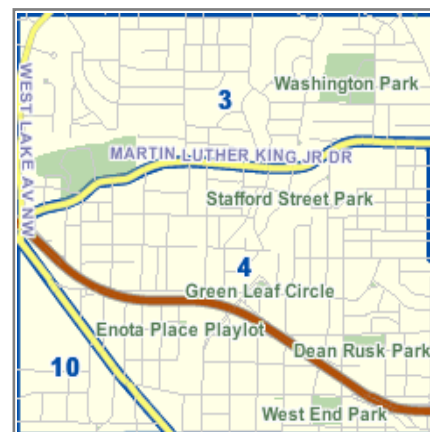 Washington Park
3
WEST LAKE AV NW
MARTIN LUTHER KING JR DR
Stafford Street Park
4
Green Leaf Circle
Enota Place Playlot
Dean Rusk Park
10
West End Park